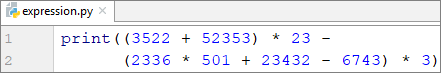 expression.py
1 print((3522 + 52353) * 23 -
2 (2336 * 501 + 23432 - 6743) * 3)